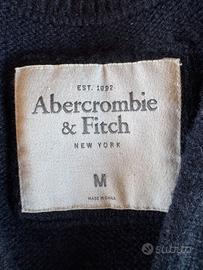 EST. 1892
Abercrombie
& Fitch
NEW YORK
M
MADE IN CHINA
subito